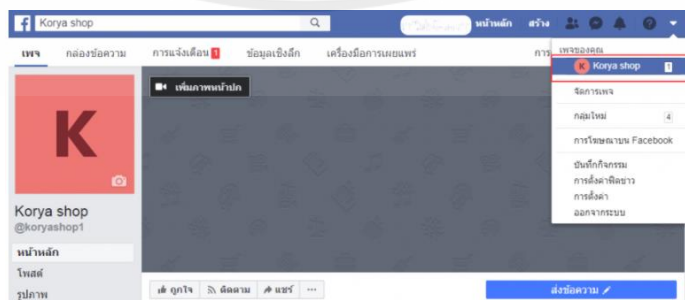 Korya shop
หน้าหลัก สร้าง
เพจ กล่องข้อความ การแจ้งเตือน 1 ข้อมูลเชิงลึก เครื่องมือการเผยแพร่ การ
เพจของคุณ
K Korya shop 1
จัดการเพจ
กลุ่มใหม่ 4
การโฆษณาบน Facebook
บันทึกกิจกรรม
การตั้งค่าฟีดข่าว
การตั้งค่า
ออกจากระบบ
เพิ่มภาพหน้าปก
K
Korya shop
@koryashop1
หน้าหลัก
โพสต์
รูปภาพ
ถูกใจ ติดตาม แชร์ ...
ส่งข้อความ